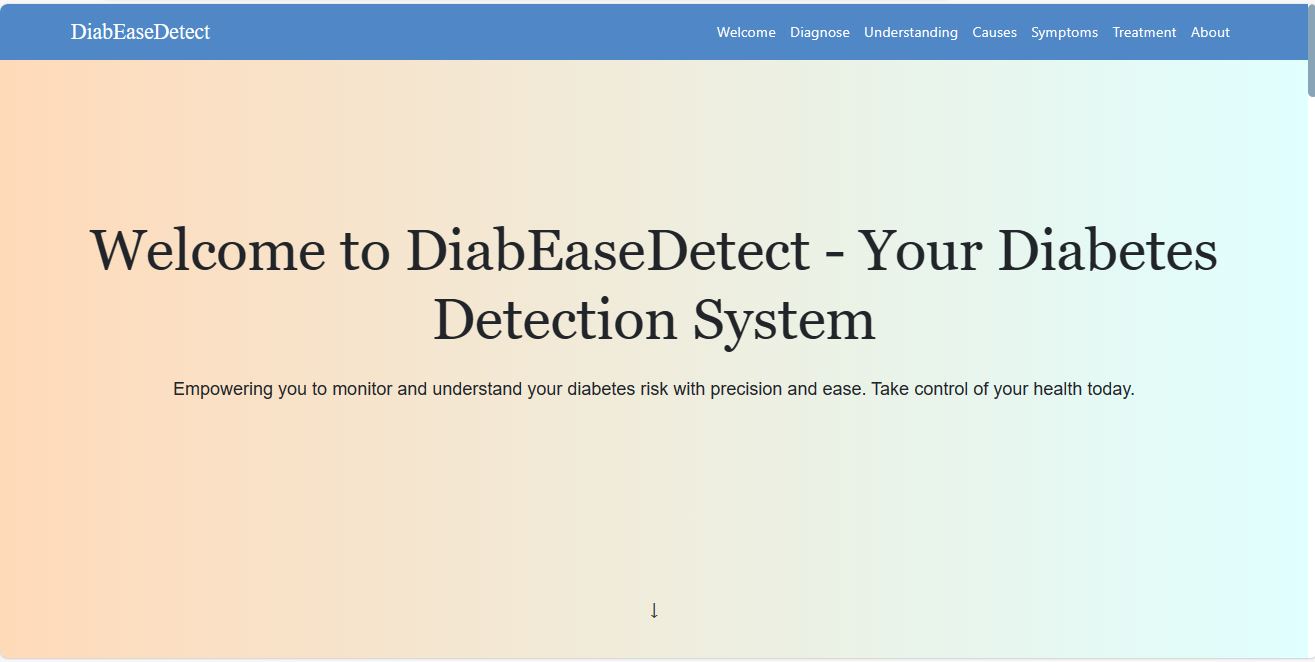 DiabEaseDetect
Welcome Diagnose Understanding Causes Symptoms Treatment About
Welcome to DiabEaseDetect - Your Diabetes
Detection System
Empowering you to monitor and understand your diabetes risk with precision and ease. Take control of your health today.
↓